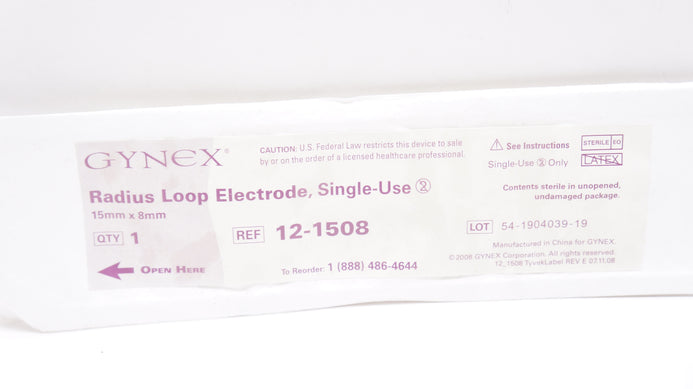 GYNEX®
CAUTION: U.S. Federal Law restricts this device to sale
by or on the order of a licensed healthcare professional.
See Instructions
STERILE EO
Single-Use ② Only
LATEX
Radius Loop Electrode, Single-Use ②
15mm x 8mm
Contents sterile in unopened,
undamaged package.
QTY 1
REF 12-1508
LOT 54-1904039-19
Manufactured in China for GYNEX.
© 2008 GYNEX Corporation. All rights reserved.
12_1508 TyvekLabel REV E 07.11.08
OPEN HERE
To Reorder: 1 (888) 486-4644